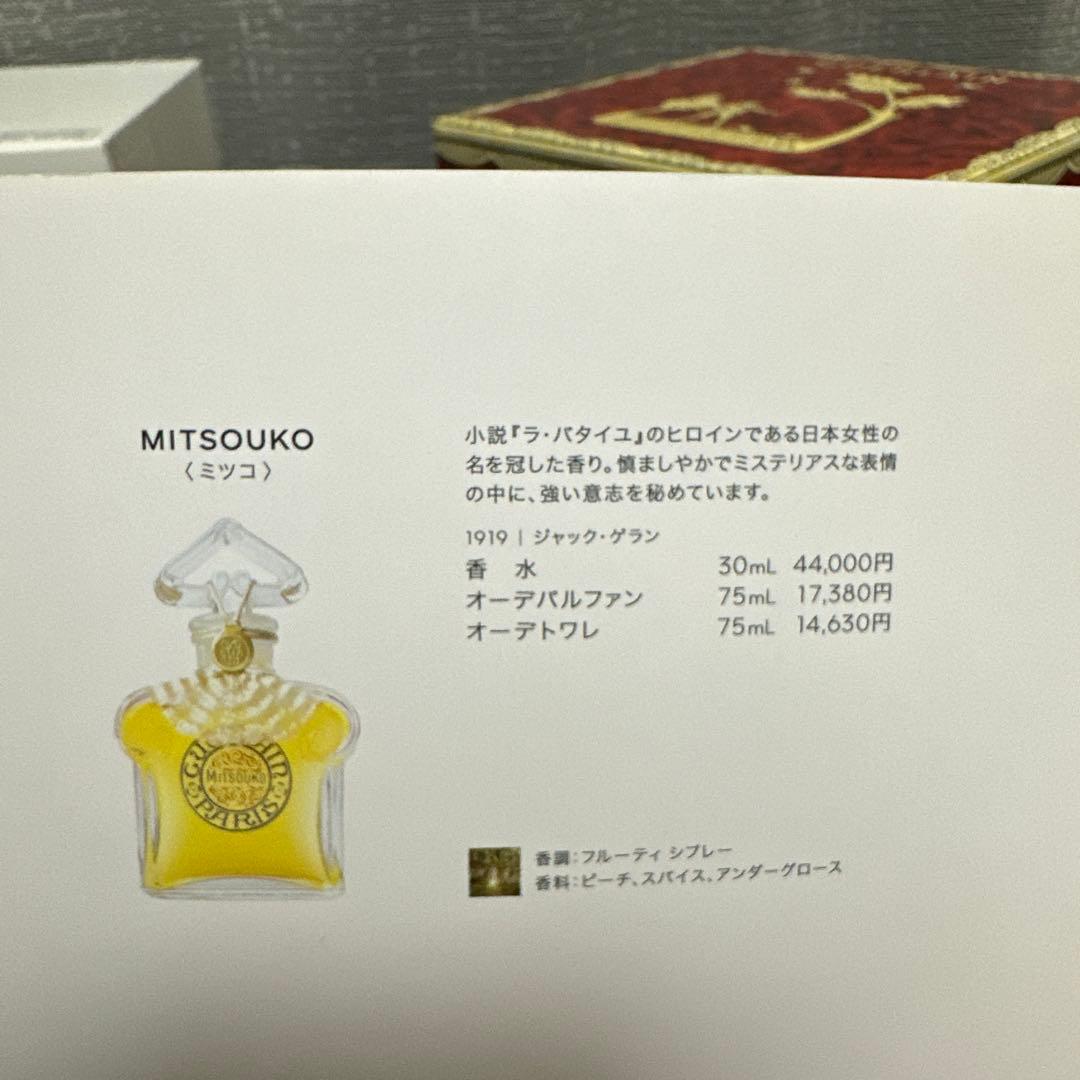 MITSOUKO
〈ミツコ〉
小説『ラ・バタイユ』のヒロインである日本女性の
名を冠した香り。慎ましやかでミステリアスな表情
の中に、強い意志を秘めています。
1919 | ジャック・ゲラン
香 水 30mL 44,000円
オーデパルファン 75mL 17,380円
オーデトワレ 75mL 14,630円
GUERLAIN
MITSOUKO
PARIS
香調：フルーティ シプレー
香料：ピーチ、スパイス、アンダーグロース